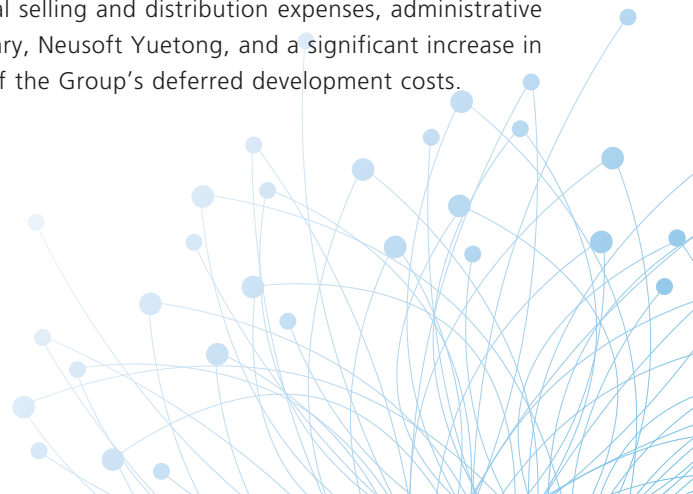 al selling and distribution expenses, administrative
ary, Neusoft Yuetong, and a significant increase in
f the Group’s deferred development costs.